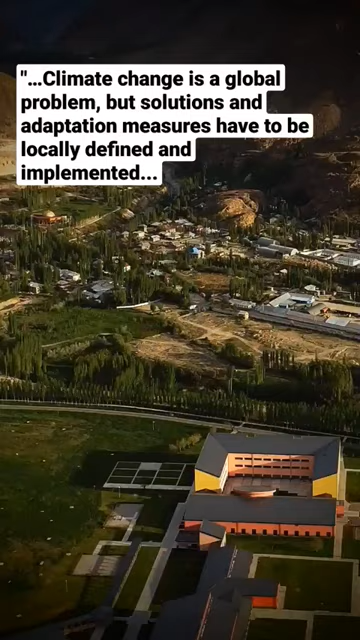 "...Climate change is a global
problem, but solutions and
adaptation measures have to be
locally defined and
implemented...